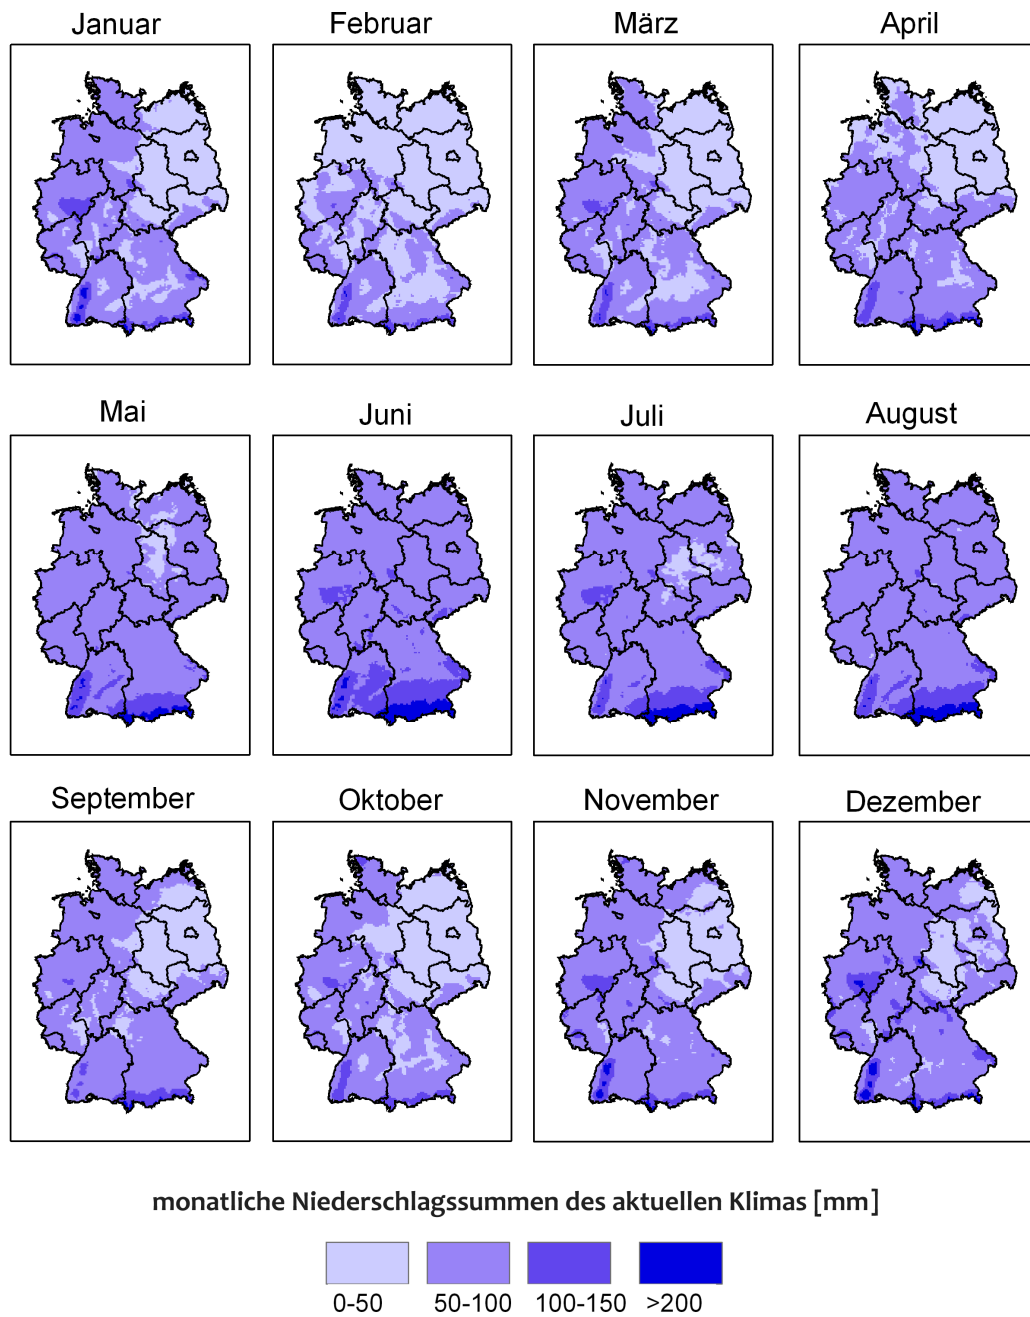 Januar Februar März April
Mai Juni Juli August
September Oktober November Dezember
monatliche Niederschlagssummen des aktuellen Klimas [mm]
0-50 50-100 100-150 >200